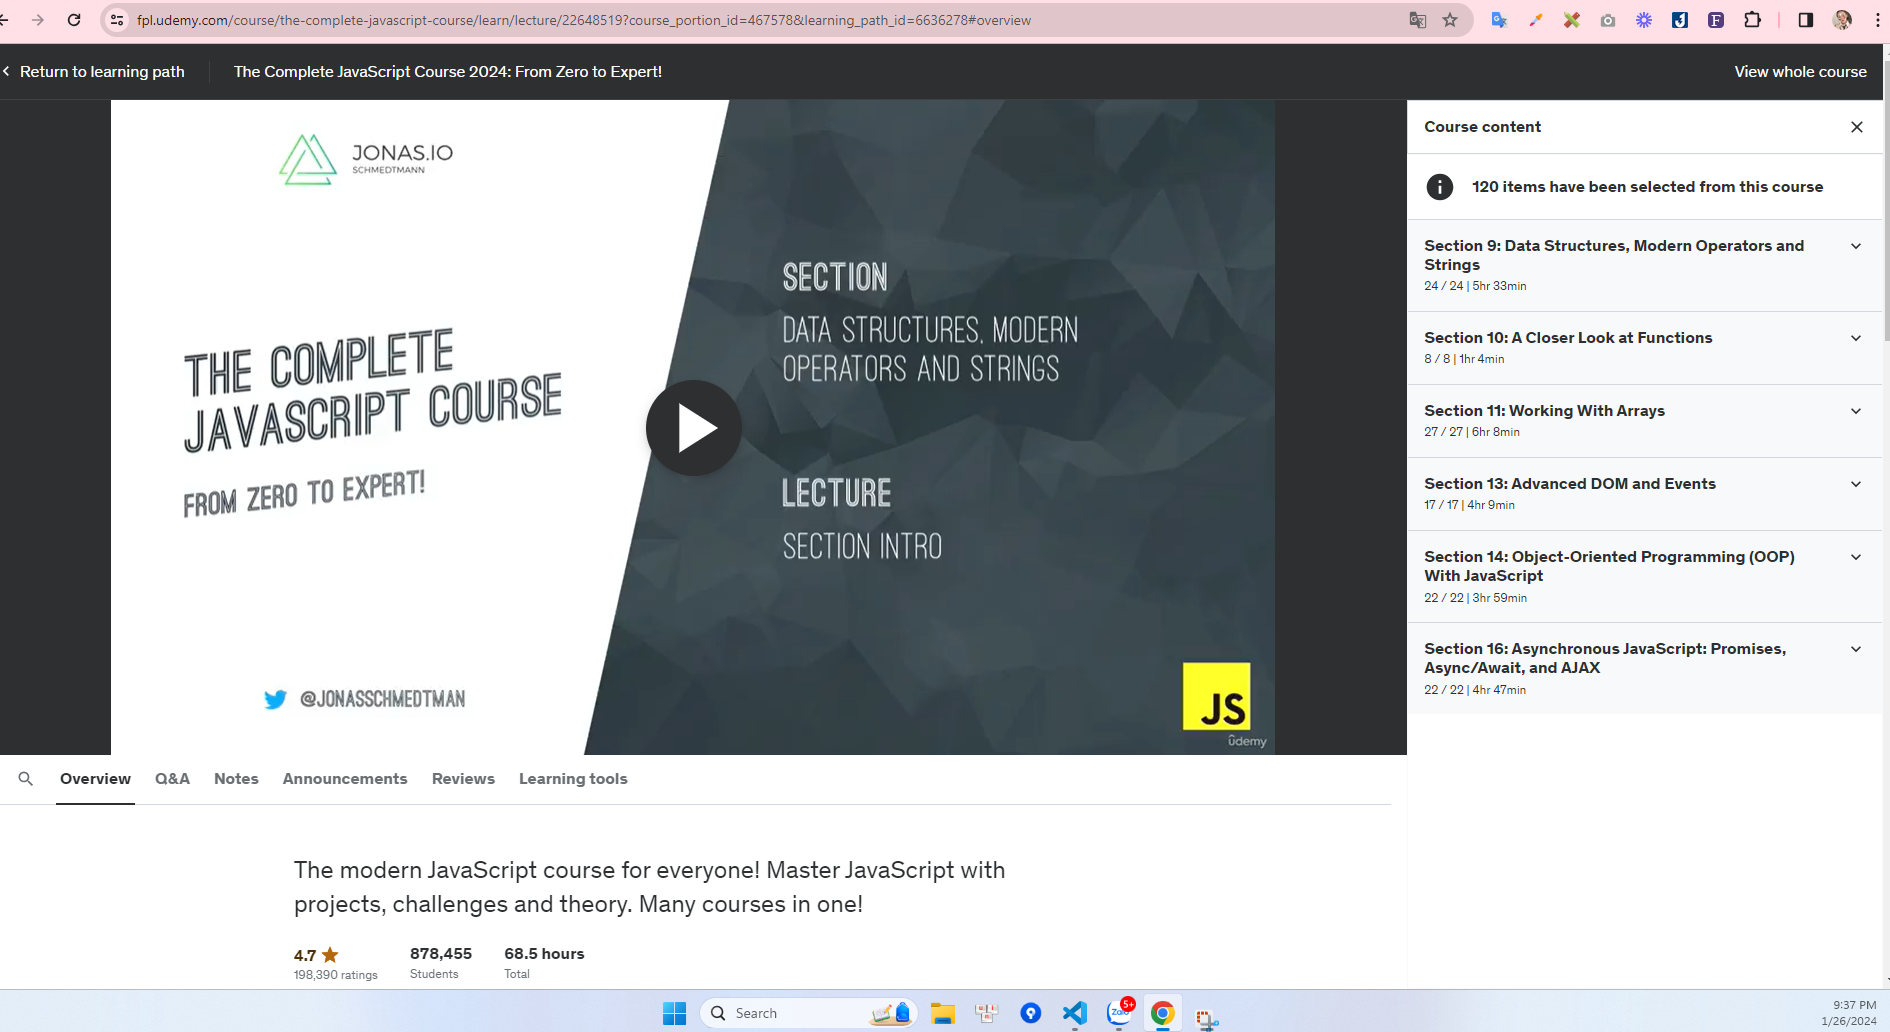 fpl.udemy.com/course/the-complete-javascript-course/learn/lecture/22648519?course_portion_id=467578&learning_path_id=6636278#overview
Return to learning path
The Complete JavaScript Course 2024: From Zero to Expert!
View whole course
JONAS.IO
SCHMEDTMANN
THE COMPLETE
JAVASCRIPT COURSE
FROM ZERO TO EXPERT!
@JONASSCHMEDTMAN
SECTION
DATA STRUCTURES, MODERN
OPERATORS AND STRINGS
LECTURE
SECTION INTRO
JS
ûdemy
Course content
120 items have been selected from this course
Section 9: Data Structures, Modern Operators and
Strings
24 / 24 | 5hr 33min
Section 10: A Closer Look at Functions
8 / 8 | 1hr 4min
Section 11: Working With Arrays
27 / 27 | 6hr 8min
Section 13: Advanced DOM and Events
17 / 17 | 4hr 9min
Section 14: Object-Oriented Programming (OOP)
With JavaScript
22 / 22 | 3hr 59min
Section 16: Asynchronous JavaScript: Promises,
Async/Await, and AJAX
22 / 22 | 4hr 47min
Overview Q&A Notes Announcements Reviews Learning tools
The modern JavaScript course for everyone! Master JavaScript with
projects, challenges and theory. Many courses in one!
4.7 878,455 68.5 hours
198,390 ratings Students Total
Search
Zalo
5+
9:37 PM
1/26/2024